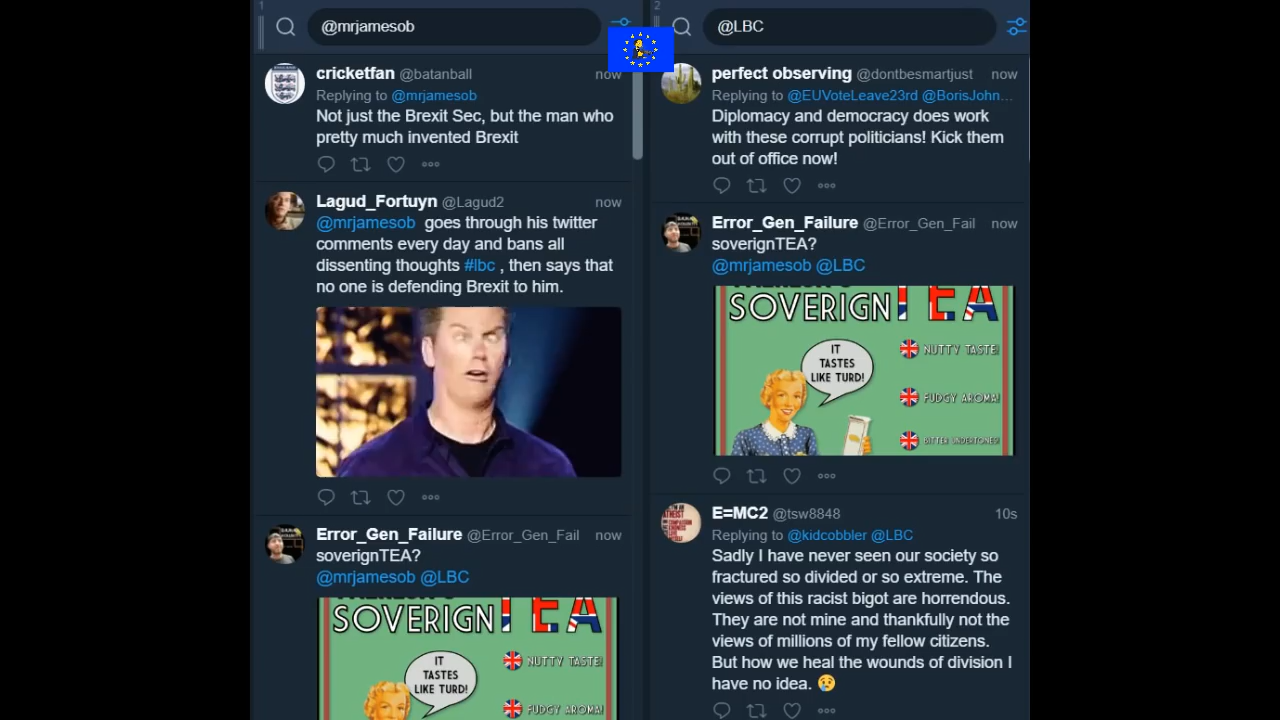 1
@mrjamesob
cricketfan @batanball now
Replying to @mrjamesob
Not just the Brexit Sec, but the man who
pretty much invented Brexit
Lagud_Fortuyn @Lagud2 now
@mrjamesob goes through his twitter
comments every day and bans all
dissenting thoughts #lbc , then says that
no one is defending Brexit to him.
Error_Gen_Failure @Error_Gen_Fail now
soverignTEA?
@mrjamesob @LBC
SOVERIGN TEA
IT
TASTES
LIKE TURD!
NUTTY TASTE!
FUDGY AROMA!
2
@LBC
perfect observing @dontbesmartjust now
Replying to @EUVoteLeave23rd @BorisJohn…
Diplomacy and democracy does work
with these corrupt politicians! Kick them
out of office now!
Error_Gen_Failure @Error_Gen_Fail now
soverignTEA?
@mrjamesob @LBC
SOVERIGN TEA
IT
TASTES
LIKE TURD!
NUTTY TASTE!
FUDGY AROMA!
BITTER UNDERTONES!
E=MC2 @tsw8848 10s
Replying to @kidcobbler @LBC
Sadly I have never seen our society so
fractured so divided or so extreme. The
views of this racist bigot are horrendous.
They are not mine and thankfully not the
views of millions of my fellow citizens.
But how we heal the wounds of division I
have no idea. 😢